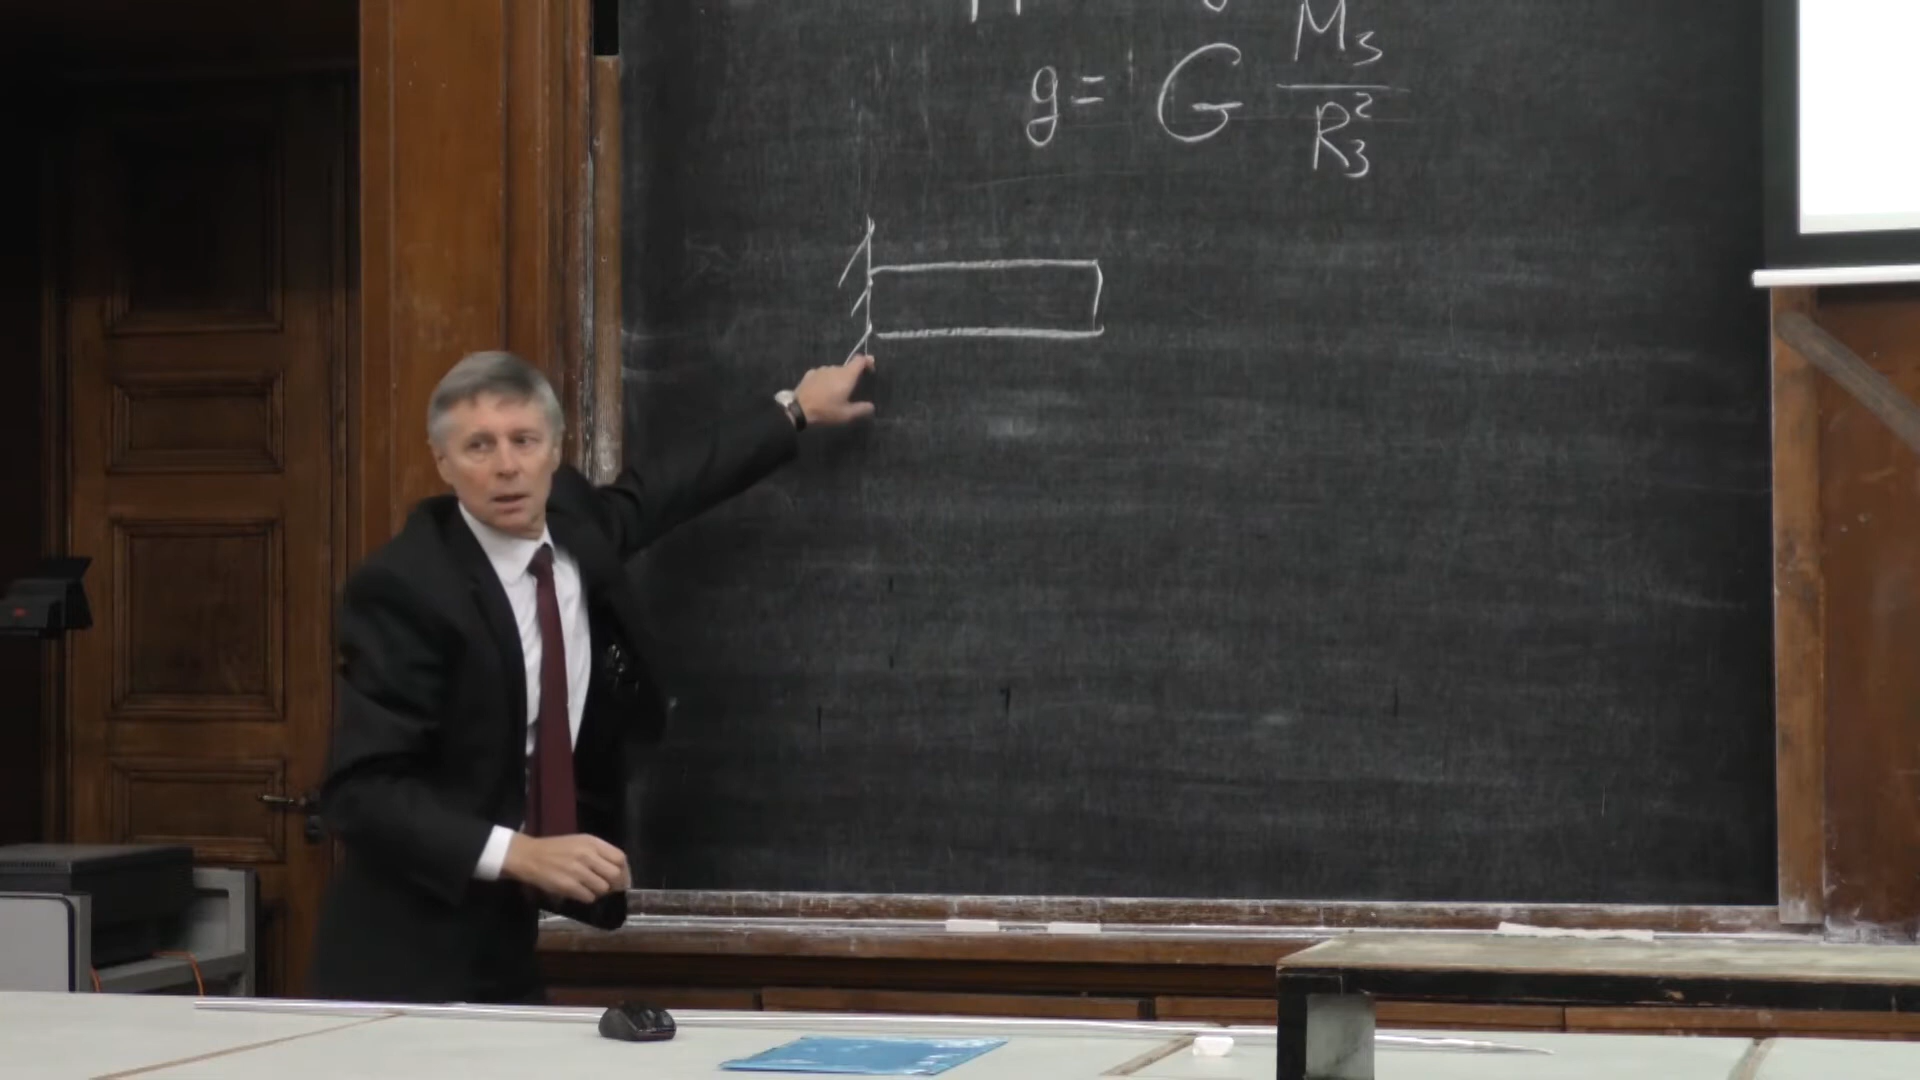 g = G M₃ / R₃²